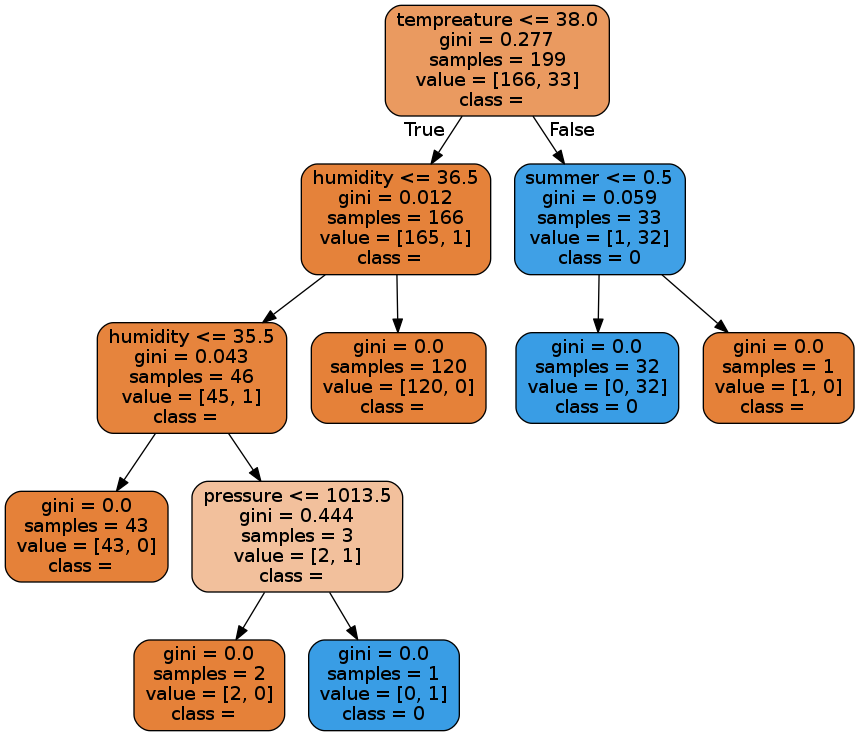 tempreature <= 38.0
gini = 0.277
samples = 199
value = [166, 33]
class =
True
False
humidity <= 36.5
gini = 0.012
samples = 166
value = [165, 1]
class =
summer <= 0.5
gini = 0.059
samples = 33
value = [1, 32]
class = 0
humidity <= 35.5
gini = 0.043
samples = 46
value = [45, 1]
class =
gini = 0.0
samples = 120
value = [120, 0]
class =
gini = 0.0
samples = 32
value = [0, 32]
class = 0
gini = 0.0
samples = 1
value = [1, 0]
class =
gini = 0.0
samples = 43
value = [43, 0]
class =
pressure <= 1013.5
gini = 0.444
samples = 3
value = [2, 1]
class =
gini = 0.0
samples = 2
value = [2, 0]
class =
gini = 0.0
samples = 1
value = [0, 1]
class = 0